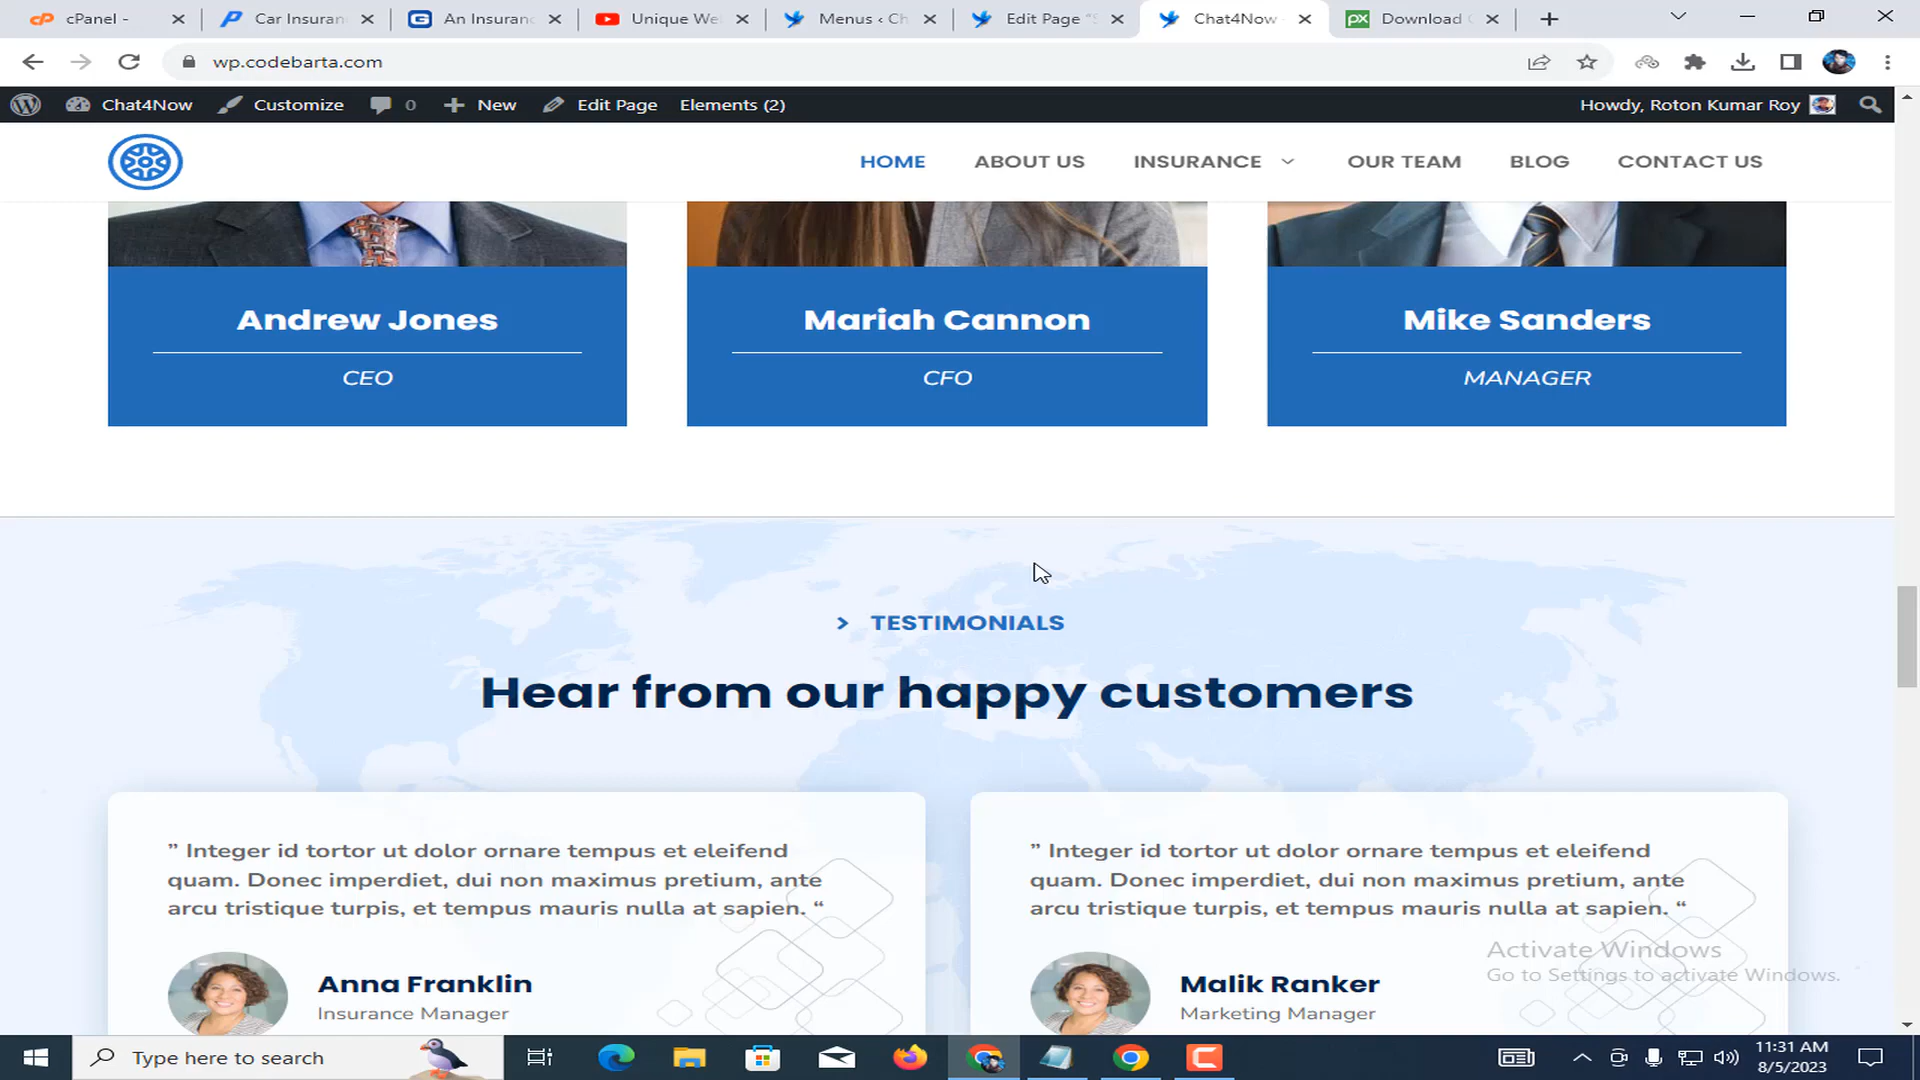 cPanel -
Car Insuran
An Insuran
Unique We
Menus ‹ Ch
Edit Page "S
Chat4Now
Download
wp.codebarta.com
Chat4Now
Customize
0
New
Edit Page
Elements (2)
Howdy, Roton Kumar Roy
HOME
ABOUT US
INSURANCE
OUR TEAM
BLOG
CONTACT US
Andrew Jones
CEO
Mariah Cannon
CFO
Mike Sanders
MANAGER
> TESTIMONIALS
Hear from our happy customers
” Integer id tortor ut dolor ornare tempus et eleifend
quam. Donec imperdiet, dui non maximus pretium, ante
arcu tristique turpis, et tempus mauris nulla at sapien. “
Anna Franklin
Insurance Manager
” Integer id tortor ut dolor ornare tempus et eleifend
quam. Donec imperdiet, dui non maximus pretium, ante
arcu tristique turpis, et tempus mauris nulla at sapien. “
Malik Ranker
Marketing Manager
Activate Windows
Go to Settings to activate Windows.
Type here to search
11:31 AM
8/5/2023